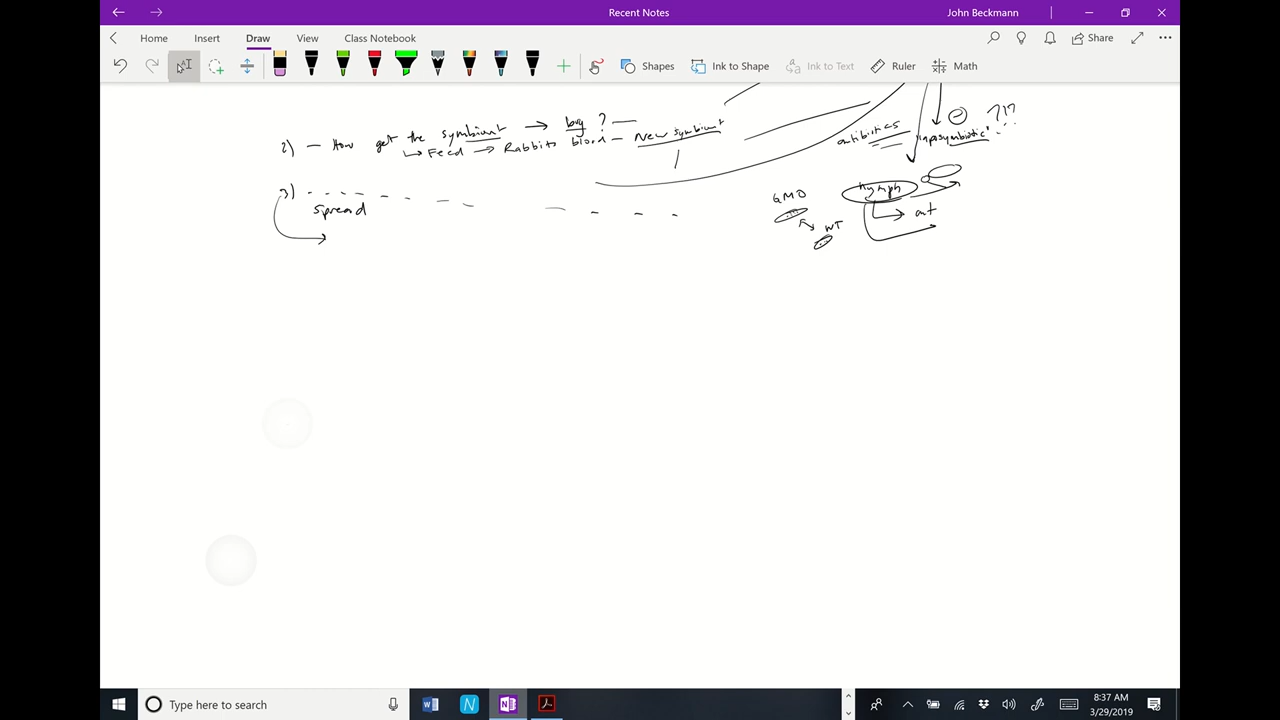 Recent Notes
John Beckmann
Home Insert Draw View Class Notebook
Share
Shapes Ink to Shape Ink to Text Ruler Math
2) - How get the symbiont → bug?
↳ Feed → Rabbits blood - New symbiont
antibiotics
"aposymbiotic"
?!?
3)
spread
GMO
WT
nymph
Type here to search
8:37 AM
3/29/2019